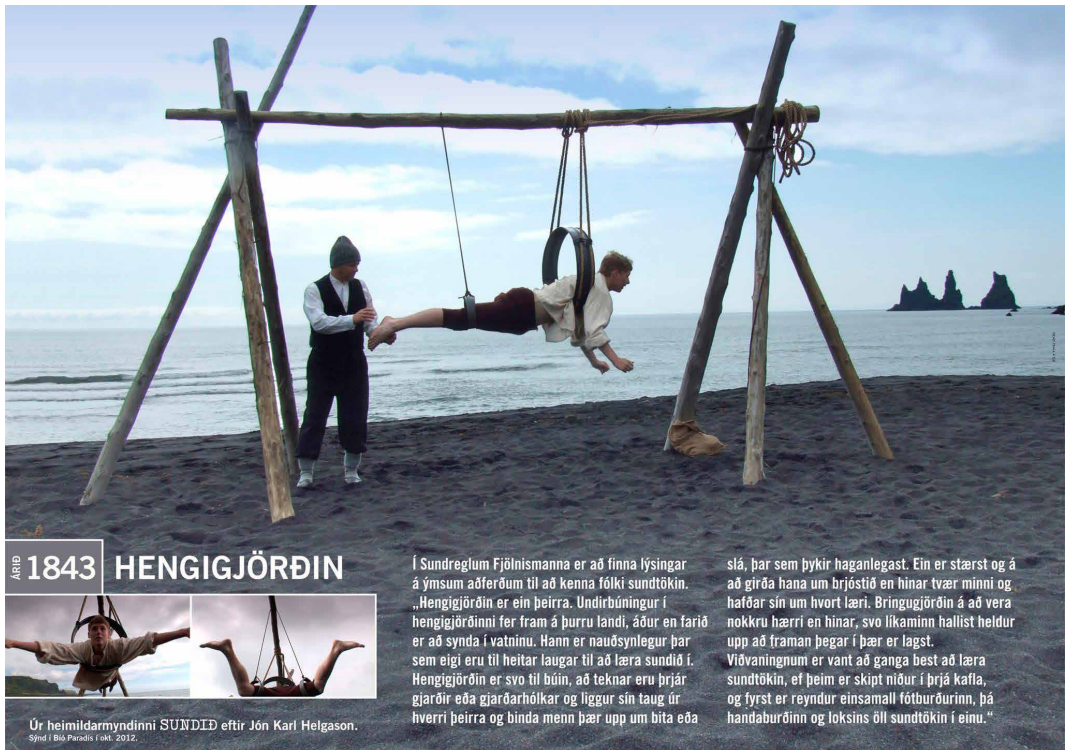 ÁRIÐ 1843 HENGIGJÖRÐIN
Úr heimildarmyndinni SUNDIÐ eftir Jón Karl Helgason.
Sýnd í Bíó Paradís í okt. 2012.
Í Sundreglum Fjölnismanna er að finna lýsingar
á ýmsum aðferðum til að kenna fólki sundtökin.
„Hengigjörðin er ein þeirra. Undirbúningur í
hengigjörðinni fer fram á þurru landi, áður en farið
er að synda í vatninu. Hann er nauðsynlegur þar
sem eigi eru til heitar laugar til að læra sundið í.
Hengigjörðin er svo til búin, að teknar eru þrjár
gjarðir eða gjarðarhólkar og liggur sín taug úr
hverri þeirra og binda menn þær upp um bita eða
slá, þar sem þykir haganlegast. Ein er stærst og á
að girða hana um brjóstið en hinar tvær minni og
hafðar sín um hvort læri. Bringugjörðin á að vera
nokkru hærri en hinar, svo líkaminn hallist heldur
upp að framan þegar í þær er lagst.
Viðvaningnum er vant að ganga best að læra
sundtökin, ef þeim er skipt niður í þrjá kafla,
og fyrst er reyndur einsamall fótburðurinn, þá
handaburðinn og loksins öll sundtökin í einu.“